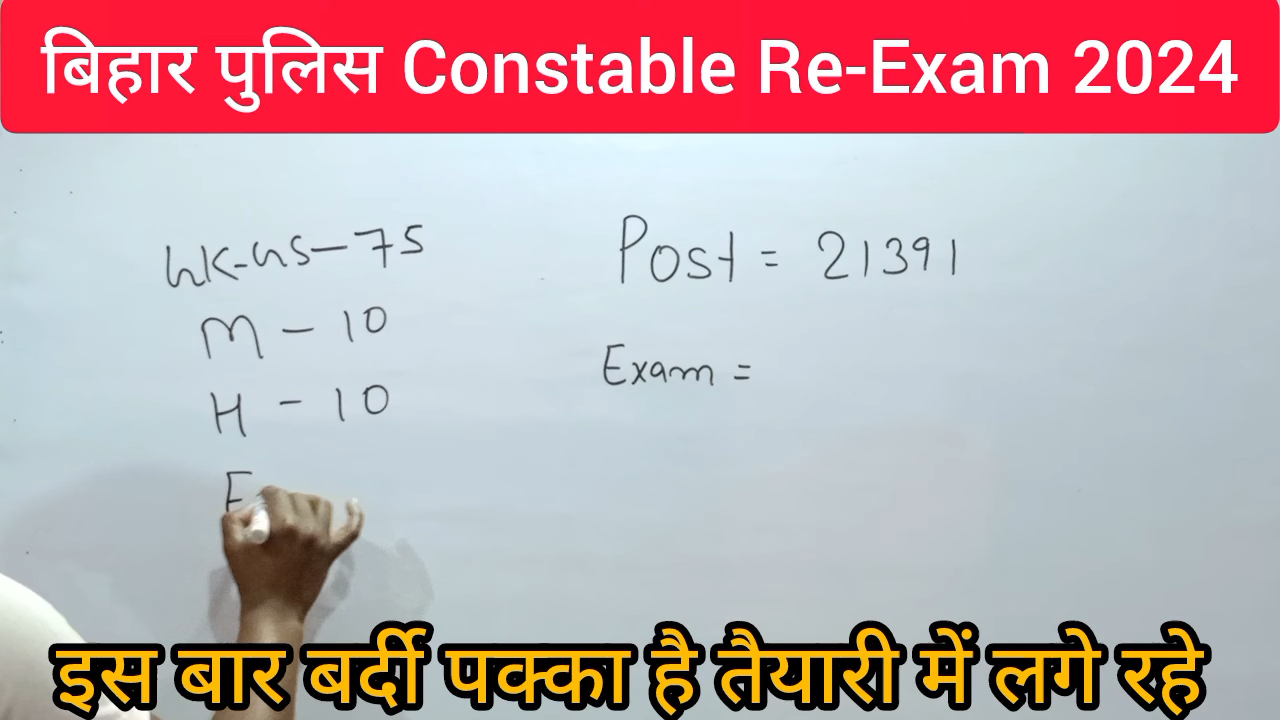 बिहार पुलिस Constable Re-Exam 2024
GK-GS-75
M - 10
H - 10
E
Post = 21391
Exam =
इस बार बर्दी पक्का है तैयारी में लगे रहे